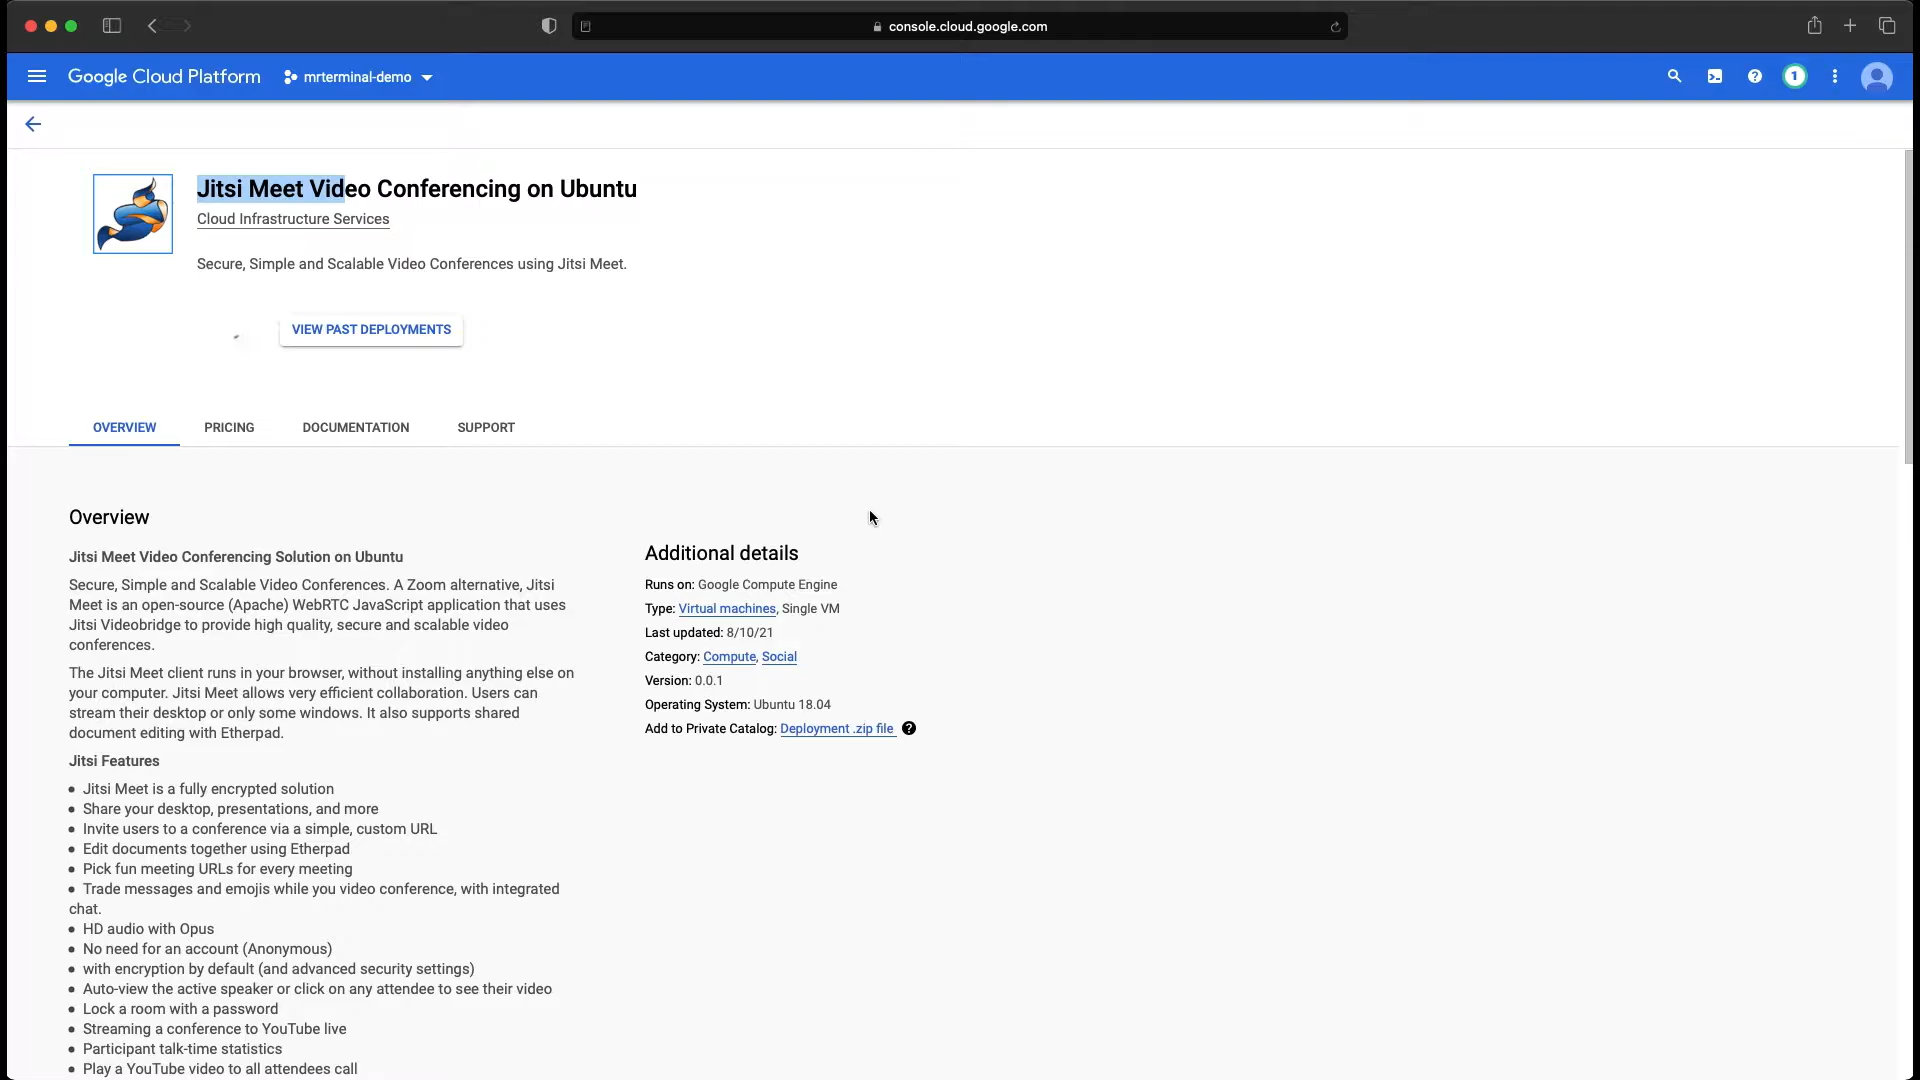 console.cloud.google.com
Google Cloud Platform
mrterminal-demo
1
Jitsi Meet Video Conferencing on Ubuntu
Cloud Infrastructure Services
Secure, Simple and Scalable Video Conferences using Jitsi Meet.
VIEW PAST DEPLOYMENTS
OVERVIEW PRICING DOCUMENTATION SUPPORT
Overview
Jitsi Meet Video Conferencing Solution on Ubuntu
Secure, Simple and Scalable Video Conferences. A Zoom alternative, Jitsi
Meet is an open-source (Apache) WebRTC JavaScript application that uses
Jitsi Videobridge to provide high quality, secure and scalable video
conferences.
The Jitsi Meet client runs in your browser, without installing anything else on
your computer. Jitsi Meet allows very efficient collaboration. Users can
stream their desktop or only some windows. It also supports shared
document editing with Etherpad.
Jitsi Features
• Jitsi Meet is a fully encrypted solution
• Share your desktop, presentations, and more
• Invite users to a conference via a simple, custom URL
• Edit documents together using Etherpad
• Pick fun meeting URLs for every meeting
• Trade messages and emojis while you video conference, with integrated
chat.
• HD audio with Opus
• No need for an account (Anonymous)
• with encryption by default (and advanced security settings)
• Auto-view the active speaker or click on any attendee to see their video
• Lock a room with a password
• Streaming a conference to YouTube live
• Participant talk-time statistics
• Play a YouTube video to all attendees call
Additional details
Runs on: Google Compute Engine
Type: Virtual machines, Single VM
Last updated: 8/10/21
Category: Compute, Social
Version: 0.0.1
Operating System: Ubuntu 18.04
Add to Private Catalog: Deployment .zip file